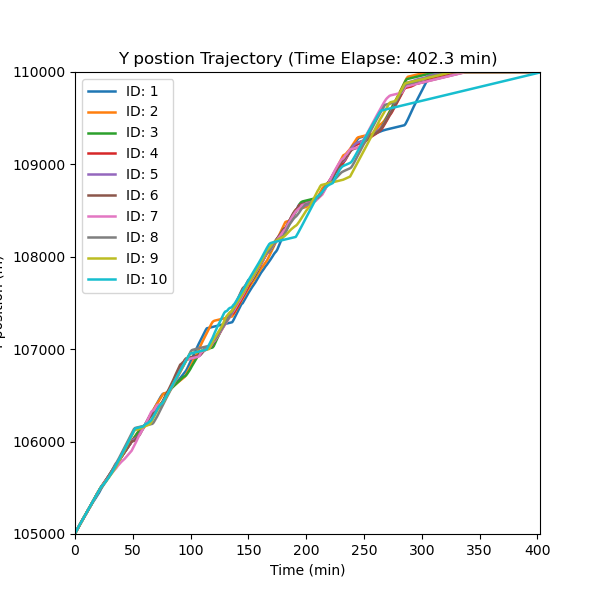 Y postion Trajectory (Time Elapse: 402.3 min)
110000
109000
108000
107000
106000
105000
ID: 1
ID: 2
ID: 3
ID: 4
ID: 5
ID: 6
ID: 7
ID: 8
ID: 9
ID: 10
0 50 100 150 200 250 300 350 400
Time (min)